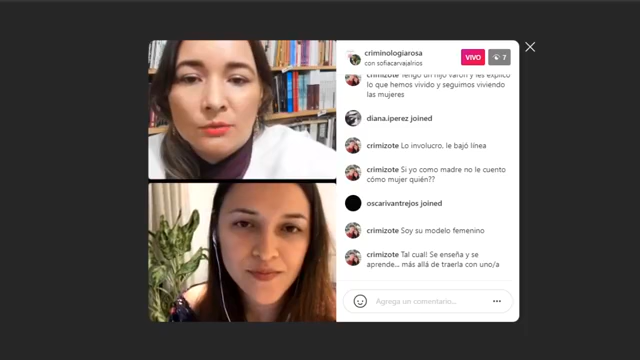 criminologiarosa
con sofiacarvajalrios
VIVO
7
crimizote Tengo un hijo varón y les explico
lo que hemos vivido y seguimos viviendo
las mujeres
diana.iperez joined
crimizote Lo involucro, le bajó línea
crimizote Si yo como madre no le cuento
cómo mujer quién??
oscarivantrejos joined
crimizote Soy su modelo femenino
crimizote Tal cual! Se enseña y se
aprende... más allá de traerla con uno/a
Agrega un comentario...